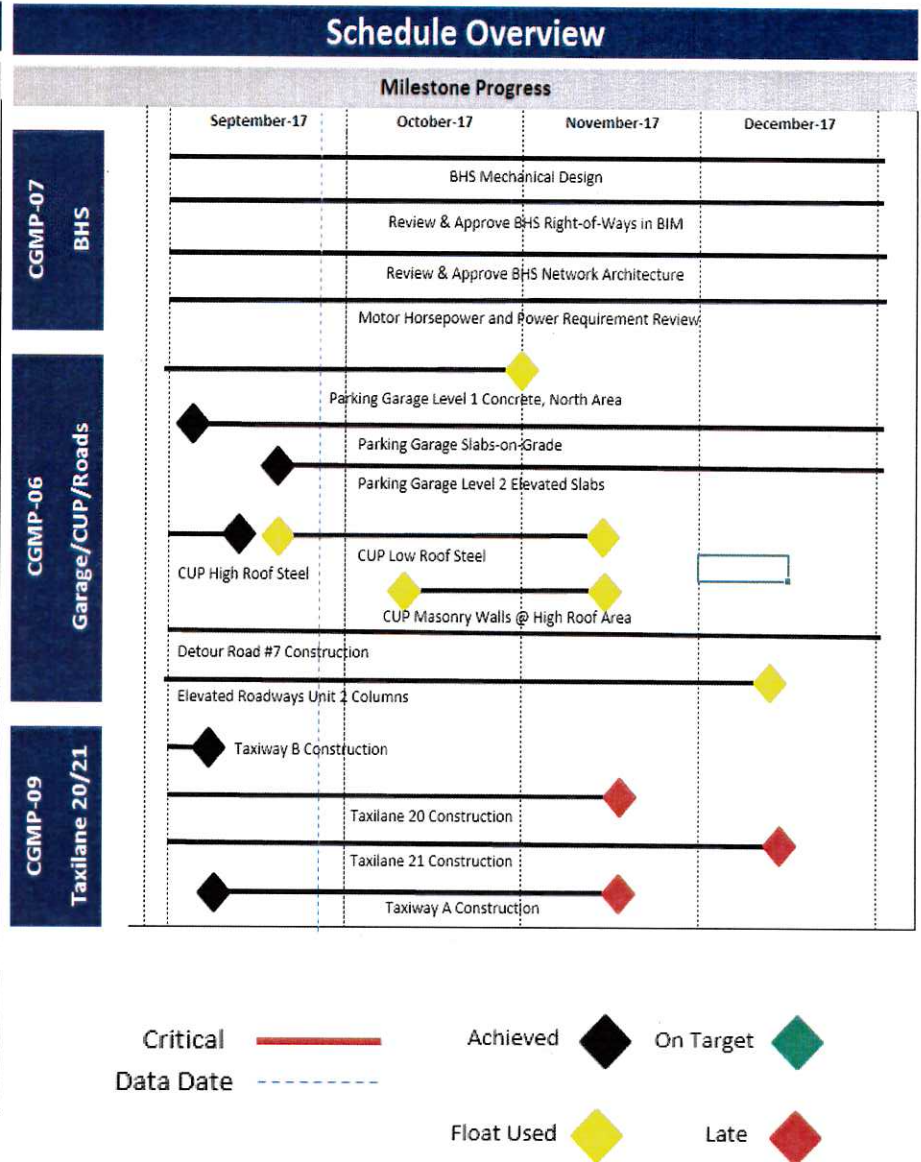 Schedule Overview
Milestone Progress
September-17
October-17
November-17
December-17
CGMP-07
BHS
BHS Mechanical Design
Review & Approve BHS Right-of-Ways in BIM
Review & Approve BHS Network Architecture
Motor Horsepower and Power Requirement Review
CGMP-06
Garage/CUP/Roads
Parking Garage Level 1 Concrete, North Area
Parking Garage Slabs-on-Grade
Parking Garage Level 2 Elevated Slabs
CUP Low Roof Steel
CUP High Roof Steel
CUP Masonry Walls @ High Roof Area
Detour Road #7 Construction
Elevated Roadways Unit 2 Columns
CGMP-09
Taxilane 20/21
Taxiway B Construction
Taxilane 20 Construction
Taxilane 21 Construction
Taxiway A Construction
Critical
Data Date
Achieved
On Target
Float Used
Late